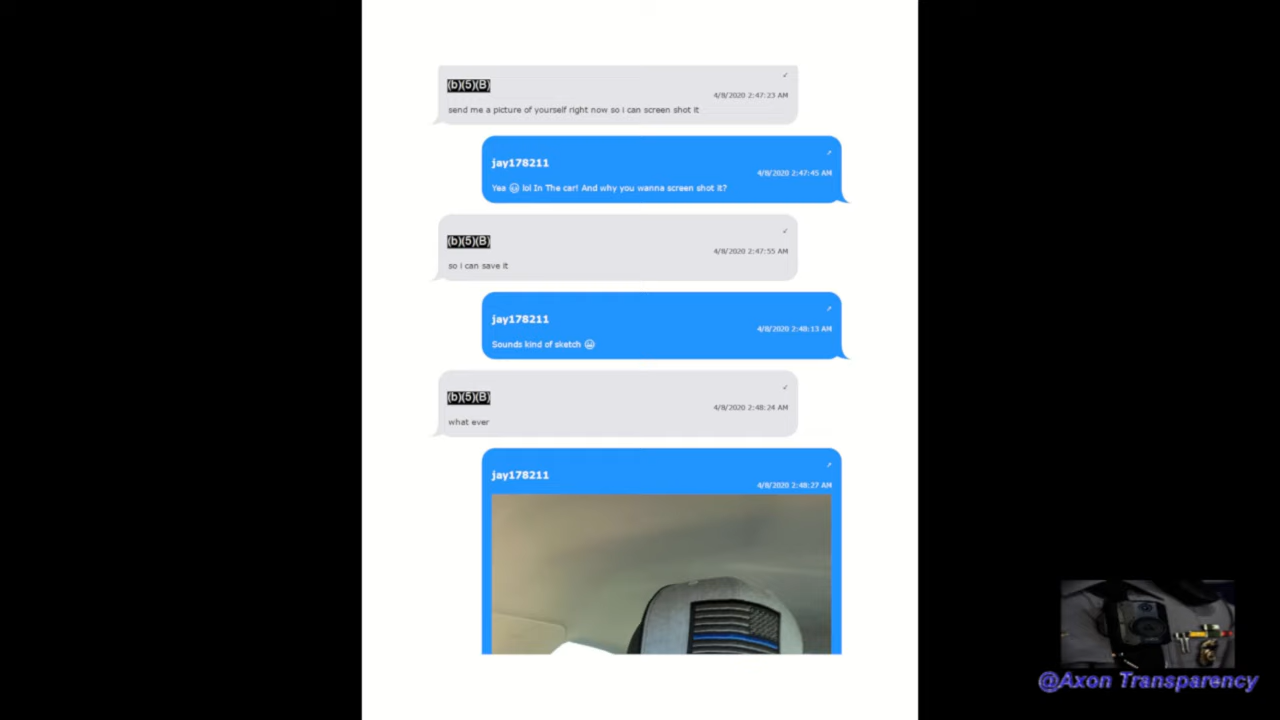 (b)(5)(B)
4/8/2020 2:47:23 AM
send me a picture of yourself right now so i can screen shot it
jay178211
4/8/2020 2:47:45 AM
Yea 😂 lol In The car! And why you wanna screen shot it?
(b)(5)(B)
4/8/2020 2:47:55 AM
so i can save it
jay178211
4/8/2020 2:48:13 AM
Sounds kind of sketch 😂
(b)(5)(B)
4/8/2020 2:48:24 AM
what ever
jay178211
4/8/2020 2:48:27 AM
@Axon Transparency